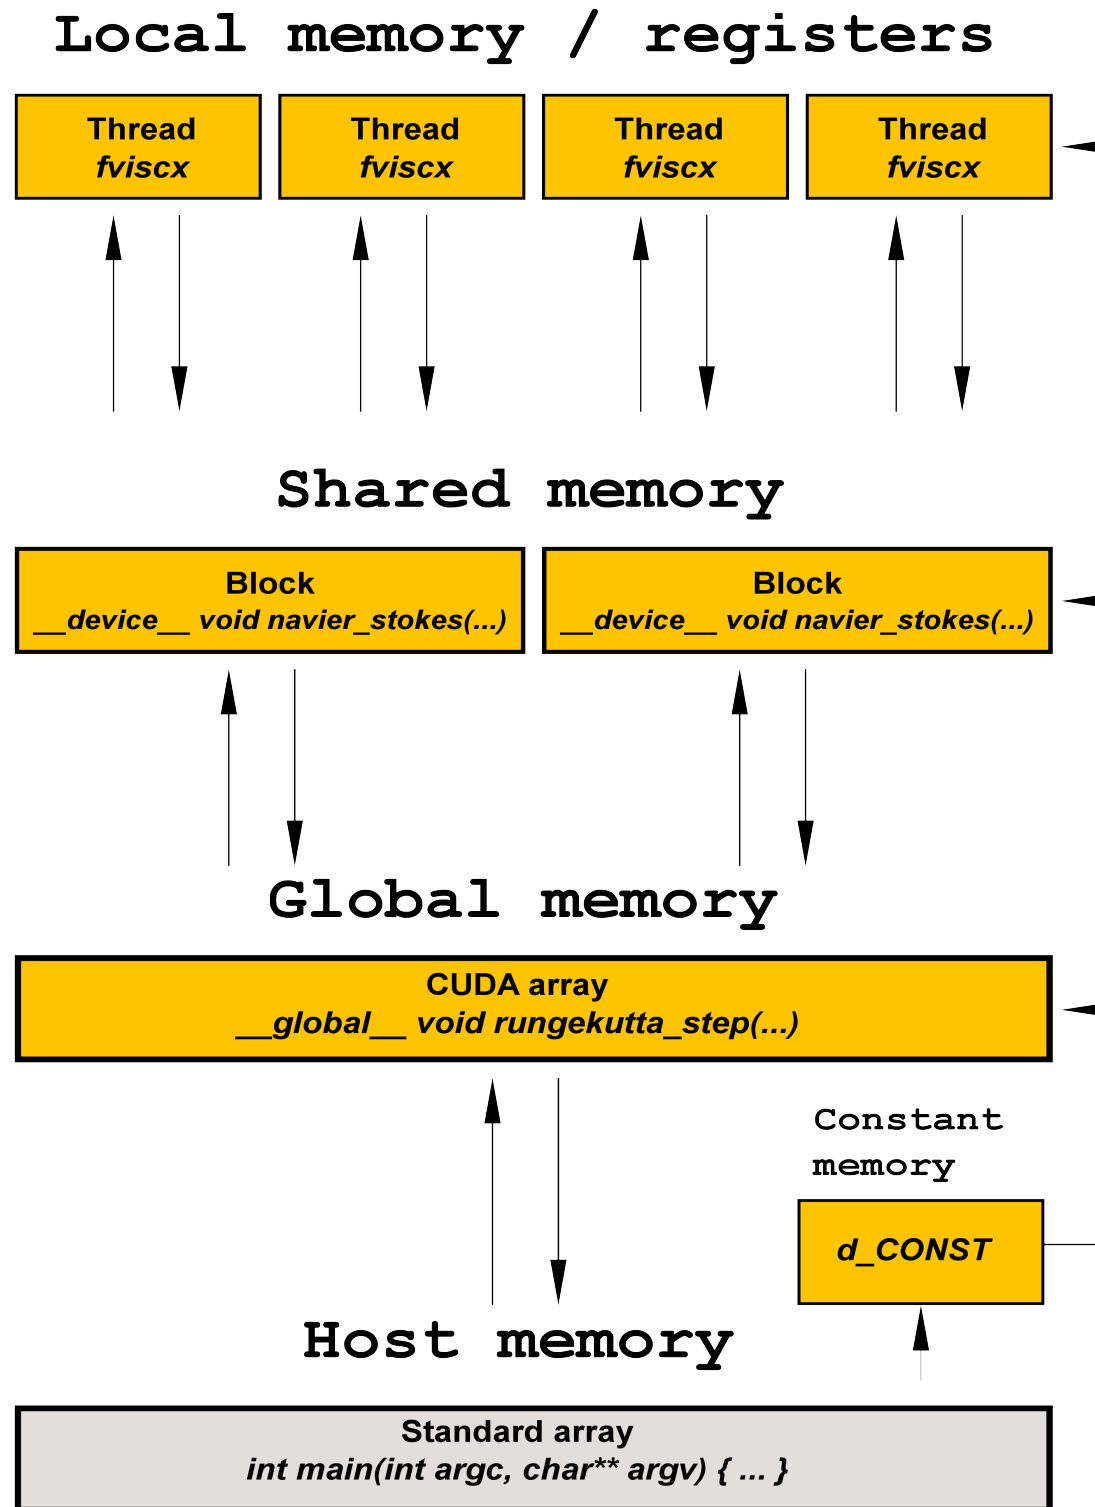 Local memory / registers
Thread
fviscx
Thread
fviscx
Thread
fviscx
Thread
fviscx
Shared memory
Block
__device__ void navier_stokes(...)
Block
__device__ void navier_stokes(...)
Global memory
CUDA array
__global__ void rungekutta_step(...)
Constant
memory
d_CONST
Host memory
Standard array
int main(int argc, char** argv) { ... }